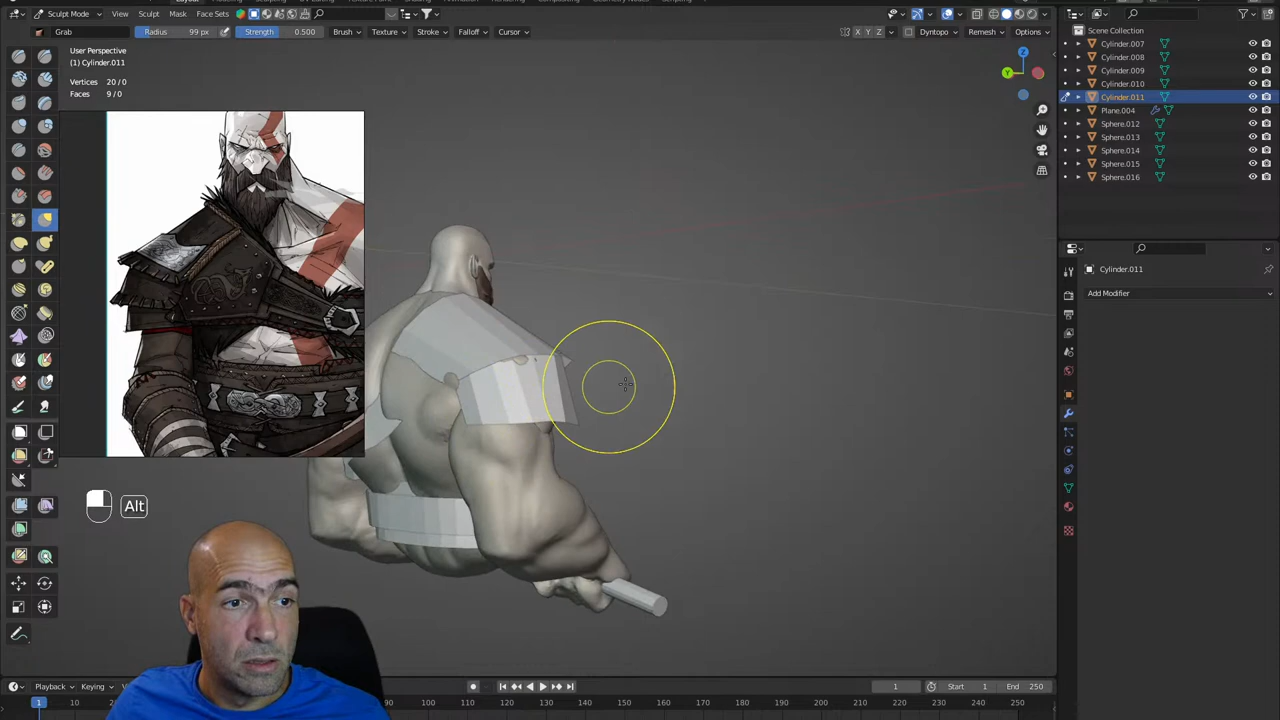 Sculpt Mode View Sculpt Mask Face Sets
Grab Radius 99 px Strength 0.500 Brush Texture Stroke Falloff Cursor X Y Z Dyntopo Remesh Options
User Perspective
(1) Cylinder.011
Vertices 20/0
Faces 9/0
Z
Y
Alt
Scene Collection
Cylinder.007
Cylinder.008
Cylinder.009
Cylinder.010
Cylinder.011
Plane.004
Sphere.012
Sphere.013
Sphere.014
Sphere.015
Sphere.016
Cylinder.011
Add Modifier
Playback Keying 1 Start 1 End 250
1 10 80 90 100 110 120 130 140 150 160 170 180 190 200 210 220 230 240 250